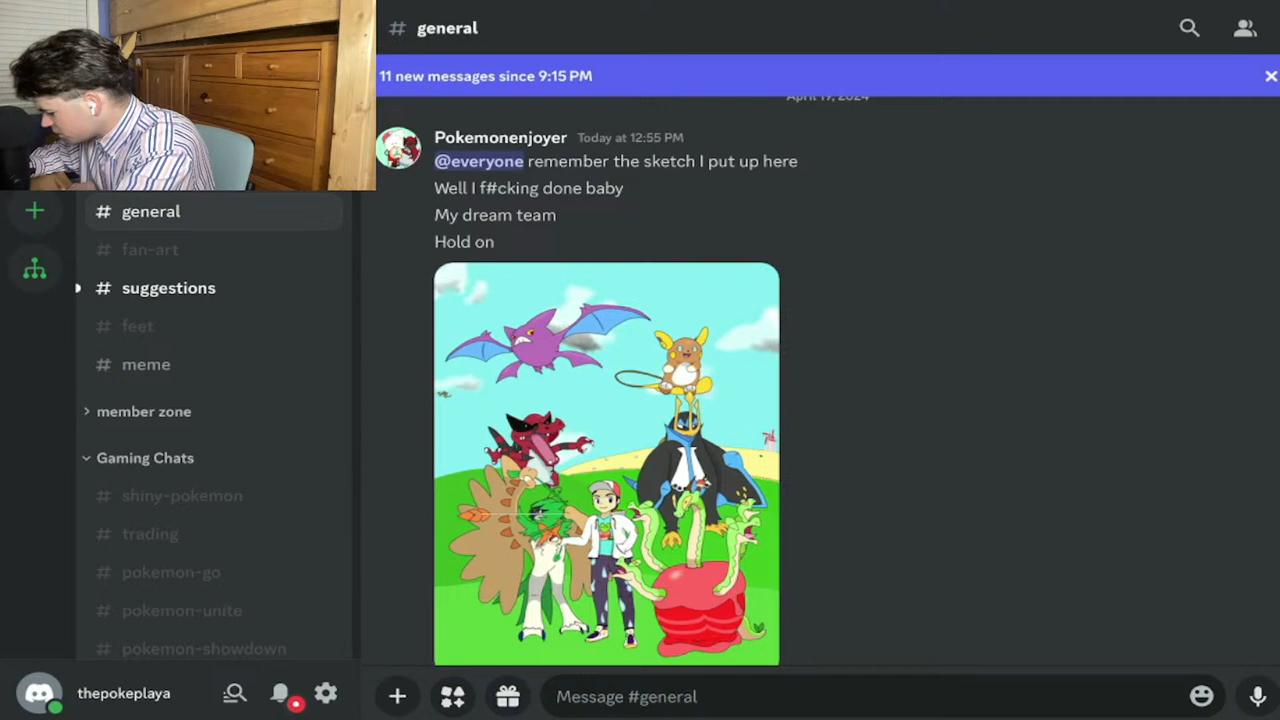 general
11 new messages since 9:15 PM
April 19, 2024
Pokemonenjoyer Today at 12:55 PM
@everyone remember the sketch I put up here
Well I f#cking done baby
My dream team
Hold on
general
fan-art
suggestions
feet
meme
member zone
Gaming Chats
shiny-pokemon
trading
pokemon-go
pokemon-unite
pokemon-showdown
thepokeplaya
Message #general